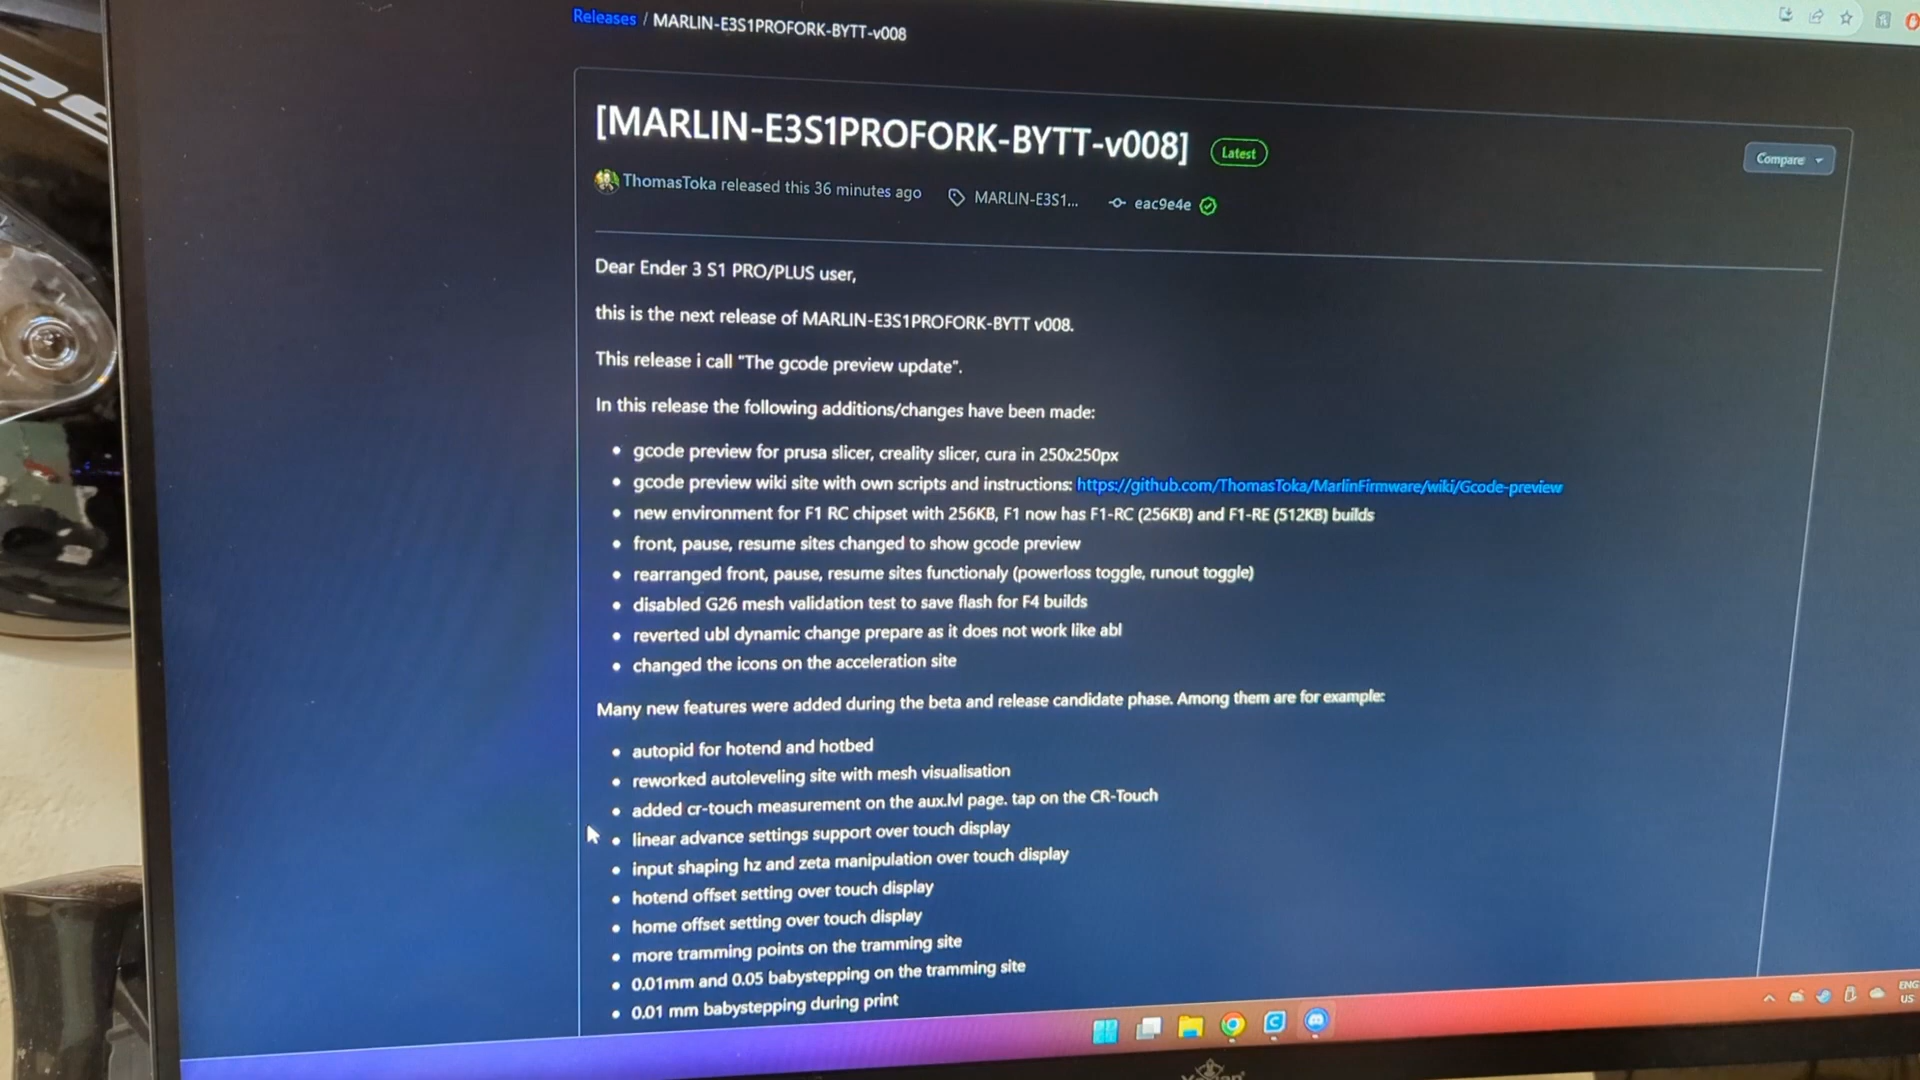 Releases / MARLIN-E3S1PROFORK-BYTT-v008
[MARLIN-E3S1PROFORK-BYTT-v008] Latest
Compare
ThomasToka released this 36 minutes ago MARLIN-E3S1... eac9e4e
Dear Ender 3 S1 PRO/PLUS user,
this is the next release of MARLIN-E3S1PROFORK-BYTT v008.
This release i call "The gcode preview update".
In this release the following additions/changes have been made:
• gcode preview for prusa slicer, creality slicer, cura in 250x250px
• gcode preview wiki site with own scripts and instructions: https://github.com/ThomasToka/MarlinFirmware/wiki/Gcode-preview
• new environment for F1 RC chipset with 256KB, F1 now has F1-RC (256KB) and F1-RE (512KB) builds
• front, pause, resume sites changed to show gcode preview
• rearranged front, pause, resume sites functionaly (powerloss toggle, runout toggle)
• disabled G26 mesh validation test to save flash for F4 builds
• reverted ubl dynamic change prepare as it does not work like abl
• changed the icons on the acceleration site
Many new features were added during the beta and release candidate phase. Among them are for example:
• autopid for hotend and hotbed
• reworked autoleveling site with mesh visualisation
• added cr-touch measurement on the aux.lvl page. tap on the CR-Touch
• linear advance settings support over touch display
• input shaping hz and zeta manipulation over touch display
• hotend offset setting over touch display
• home offset setting over touch display
• more tramming points on the tramming site
• 0.01mm and 0.05 babystepping on the tramming site
• 0.01 mm babystepping during print
ENG
US